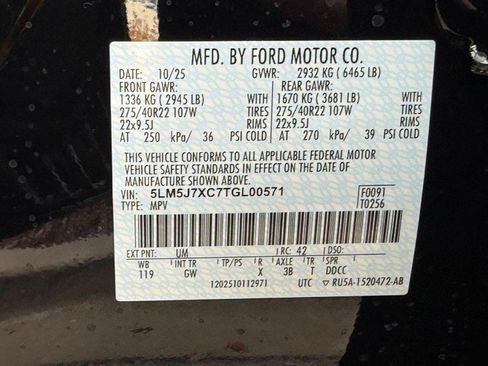 MFD. BY FORD MOTOR CO.
DATE: 10/25 GVWR: 2932 KG ( 6465 LB)
FRONT GAWR: REAR GAWR:
1336 KG ( 2945 LB) WITH 1670 KG ( 3681 LB) WITH
275/40R22 107W TIRES 275/40R22 107W TIRES
22x9.5J RIMS 22x9.5J RIMS
AT 250 kPa/ 36 PSI COLD AT 270 kPa/ 39 PSI COLD
THIS VEHICLE CONFORMS TO ALL APPLICABLE FEDERAL MOTOR
VEHICLE SAFETY STANDARDS IN EFFECT ON THE DATE OF
MANUFACTURE SHOWN ABOVE.
VIN: 5LM5J7XC7TGL00571 F0091
TYPE: MPV T0256
EXT PNT: UM RC: 42 DSO:
WB INT TR TP/PS R AXLE TR SPR
119 GW X 3B T DDCC
1202510112971 UTC ▽ RU5A-1520472-AB